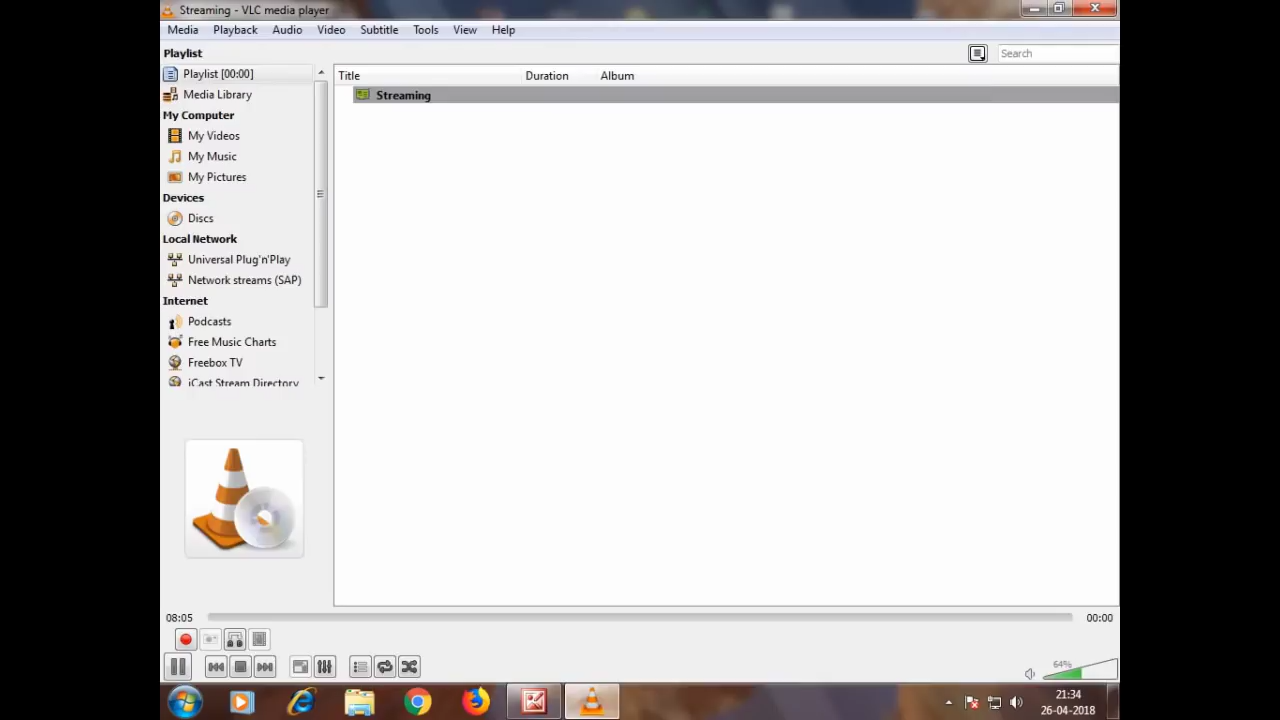 Streaming - VLC media player
Media Playback Audio Video Subtitle Tools View Help
Playlist
Search
Playlist [00:00]
Media Library
My Computer
My Videos
My Music
My Pictures
Devices
Discs
Local Network
Universal Plug'n'Play
Network streams (SAP)
Internet
Podcasts
Free Music Charts
Freebox TV
iCast Stream Directory
Title Duration Album
Streaming
08:05 00:00
64%
21:34
26-04-2018